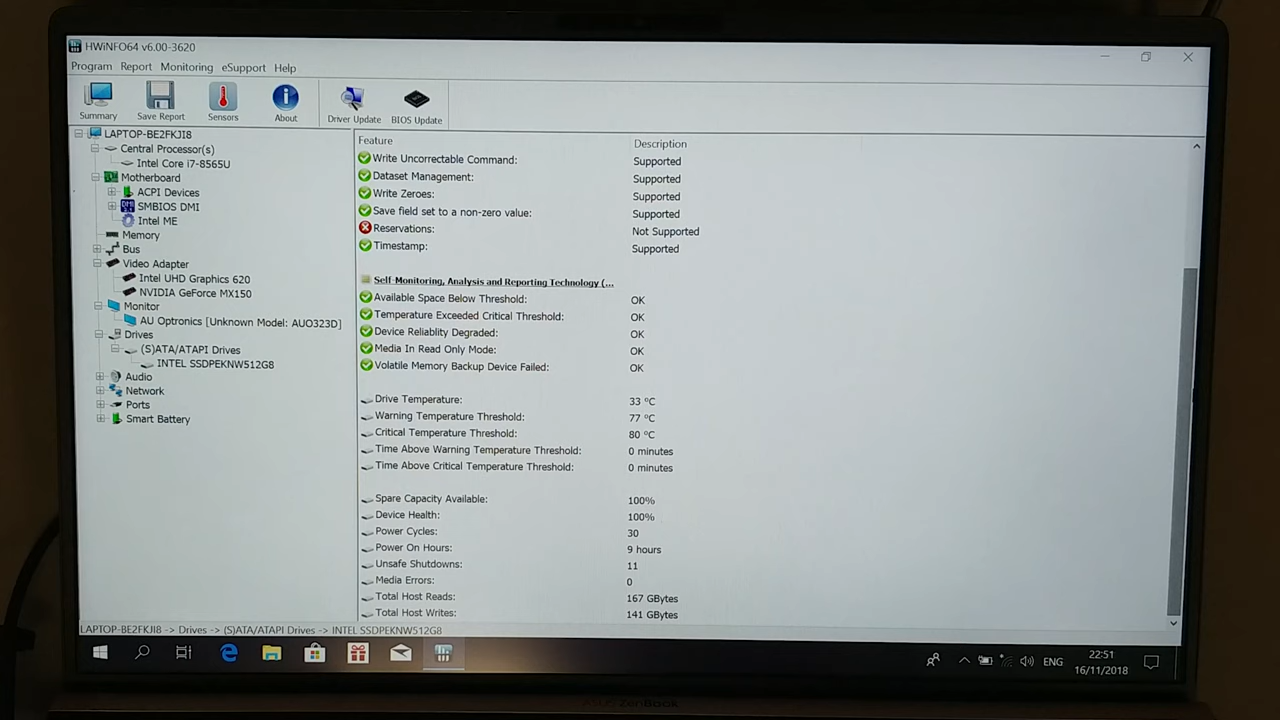 HWiNFO64 v6.00-3620
Program Report Monitoring eSupport Help
Summary Save Report Sensors About Driver Update BIOS Update
LAPTOP-BE2FKJI8
Central Processor(s)
Intel Core i7-8565U
Motherboard
ACPI Devices
SMBIOS DMI
Intel ME
Memory
Bus
Video Adapter
Intel UHD Graphics 620
NVIDIA GeForce MX150
Monitor
AU Optronics [Unknown Model: AUO323D]
Drives
(S)ATA/ATAPI Drives
INTEL SSDPEKNW512G8
Audio
Network
Ports
Smart Battery
Feature Description
Write Uncorrectable Command: Supported
Dataset Management: Supported
Write Zeroes: Supported
Save field set to a non-zero value: Supported
Reservations: Not Supported
Timestamp: Supported
Self-Monitoring, Analysis and Reporting Technology (...
Available Space Below Threshold: OK
Temperature Exceeded Critical Threshold: OK
Device Reliablity Degraded: OK
Media In Read Only Mode: OK
Volatile Memory Backup Device Failed: OK
Drive Temperature: 33 °C
Warning Temperature Threshold: 77 °C
Critical Temperature Threshold: 80 °C
Time Above Warning Temperature Threshold: 0 minutes
Time Above Critical Temperature Threshold: 0 minutes
Spare Capacity Available: 100%
Device Health: 100%
Power Cycles: 30
Power On Hours: 9 hours
Unsafe Shutdowns: 11
Media Errors: 0
Total Host Reads: 167 GBytes
Total Host Writes: 141 GBytes
LAPTOP-BE2FKJI8 -> Drives -> (S)ATA/ATAPI Drives -> INTEL SSDPEKNW512G8
ENG
22:51
16/11/2018
ASUS ZenBook